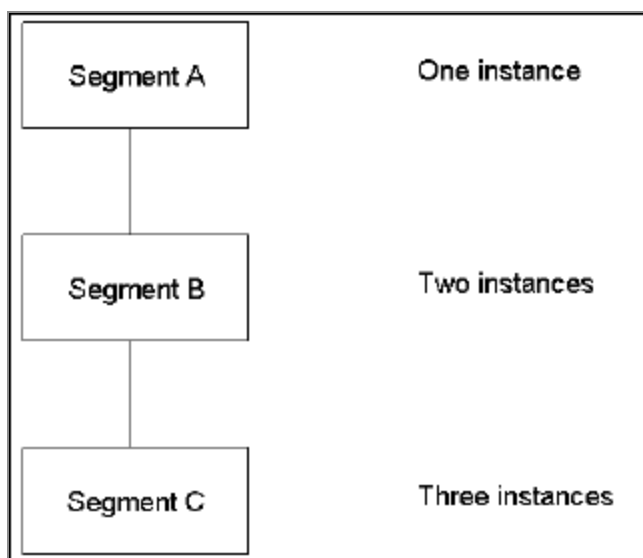 Segment A One instance
Segment B Two instances
Segment C Three instances